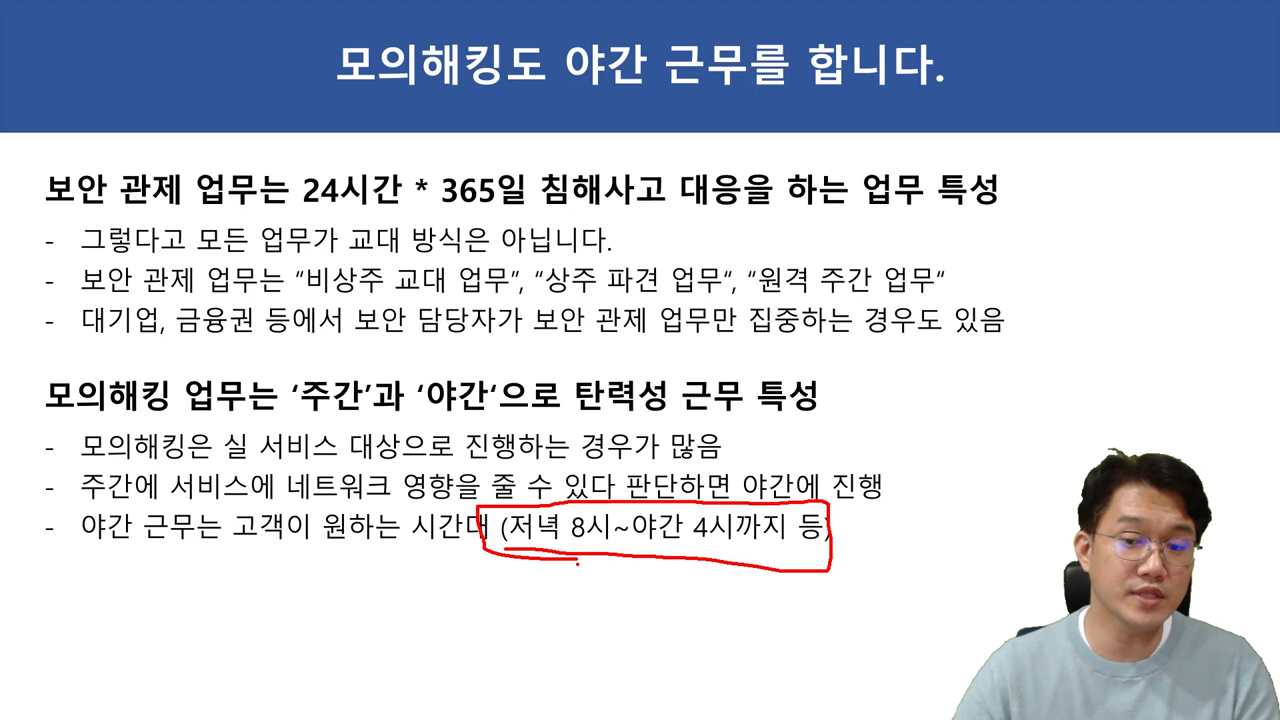 모의해킹도 야간 근무를 합니다.
보안 관제 업무는 24시간 * 365일 침해사고 대응을 하는 업무 특성
- 그렇다고 모든 업무가 교대 방식은 아닙니다.
- 보안 관제 업무는 “비상주 교대 업무”, “상주 파견 업무“, “원격 주간 업무“
- 대기업, 금융권 등에서 보안 담당자가 보안 관제 업무만 집중하는 경우도 있음
모의해킹 업무는 ‘주간’과 ‘야간‘으로 탄력성 근무 특성
- 모의해킹은 실 서비스 대상으로 진행하는 경우가 많음
- 주간에 서비스에 네트워크 영향을 줄 수 있다 판단하면 야간에 진행
- 야간 근무는 고객이 원하는 시간대 (저녁 8시~야간 4시까지 등)